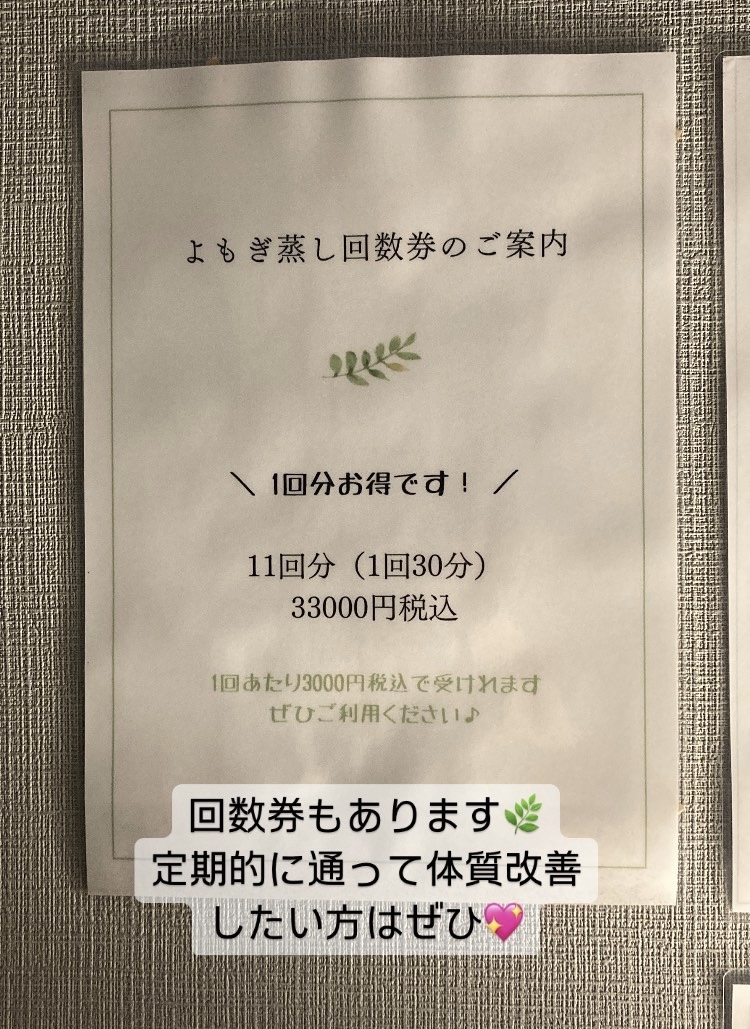 よもぎ蒸し回数券のご案内
＼ 1回分お得です！ ／
11回分（1回30分）
33000円税込
1回あたり3000円税込で受けれます
ぜひご利用ください♪
回数券もあります🌿
定期的に通って体質改善
したい方はぜひ💖